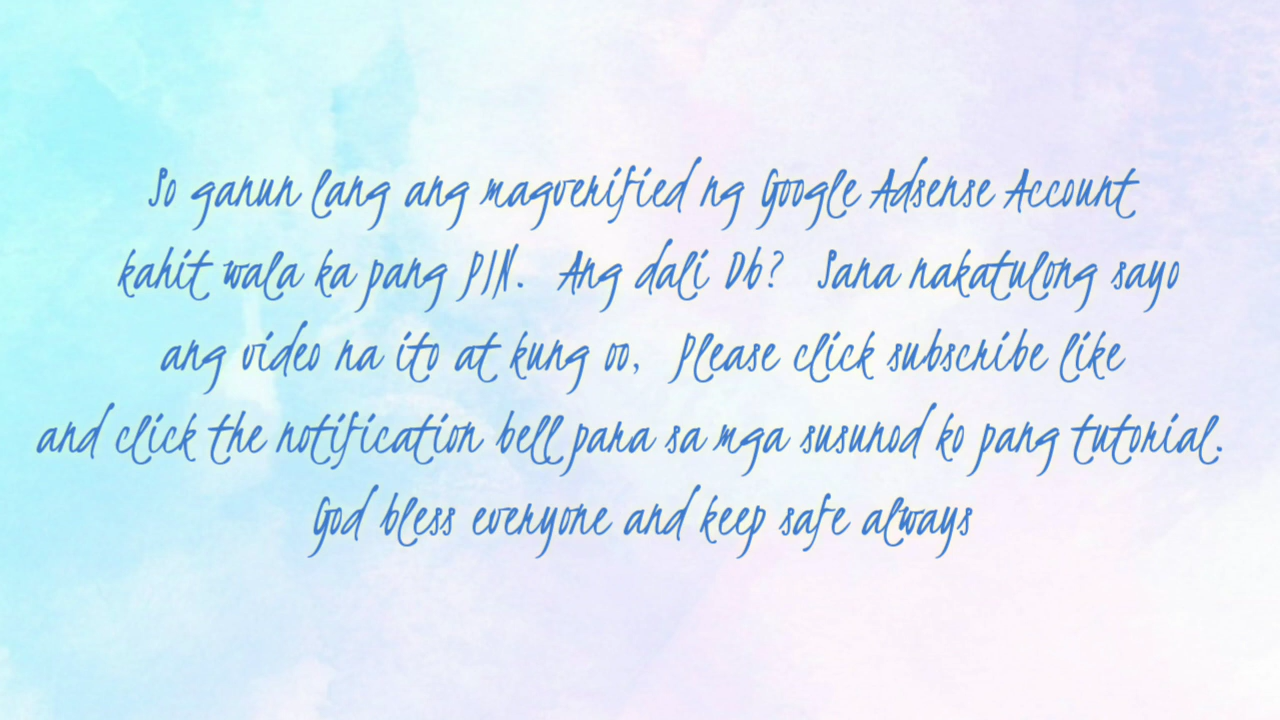 So ganun lang ang magverified ng Google Adsense Account
kahit wala ka pang PIN. Ang dali Db? Sana nakatulong sayo
ang video na ito at kung oo, Please click subscribe like
and click the notification bell para sa mga susunod ko pang tutorial.
God bless everyone and keep safe always